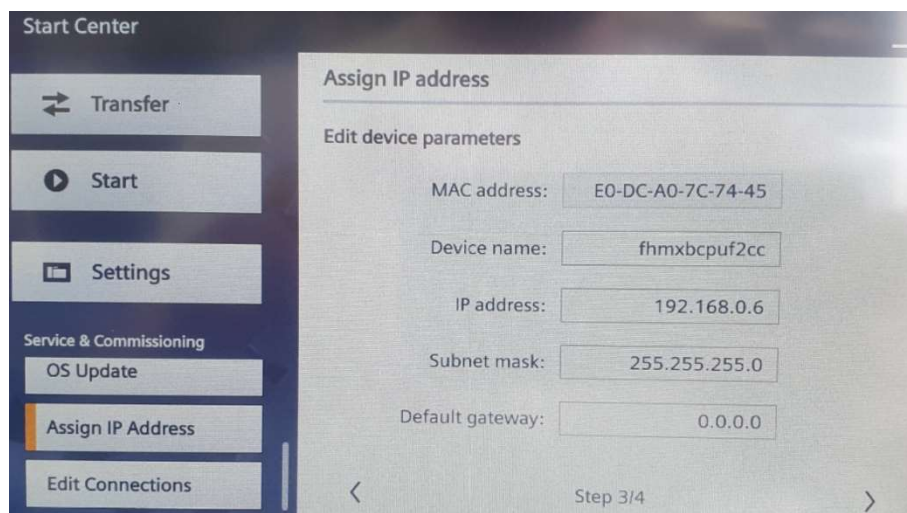 Start Center
Transfer
Start
Settings
Service & Commissioning
OS Update
Assign IP Address
Edit Connections
Assign IP address
Edit device parameters
MAC address: E0-DC-A0-7C-74-45
Device name: fhmxbcpuf2cc
IP address: 192.168.0.6
Subnet mask: 255.255.255.0
Default gateway: 0.0.0.0
Step 3/4